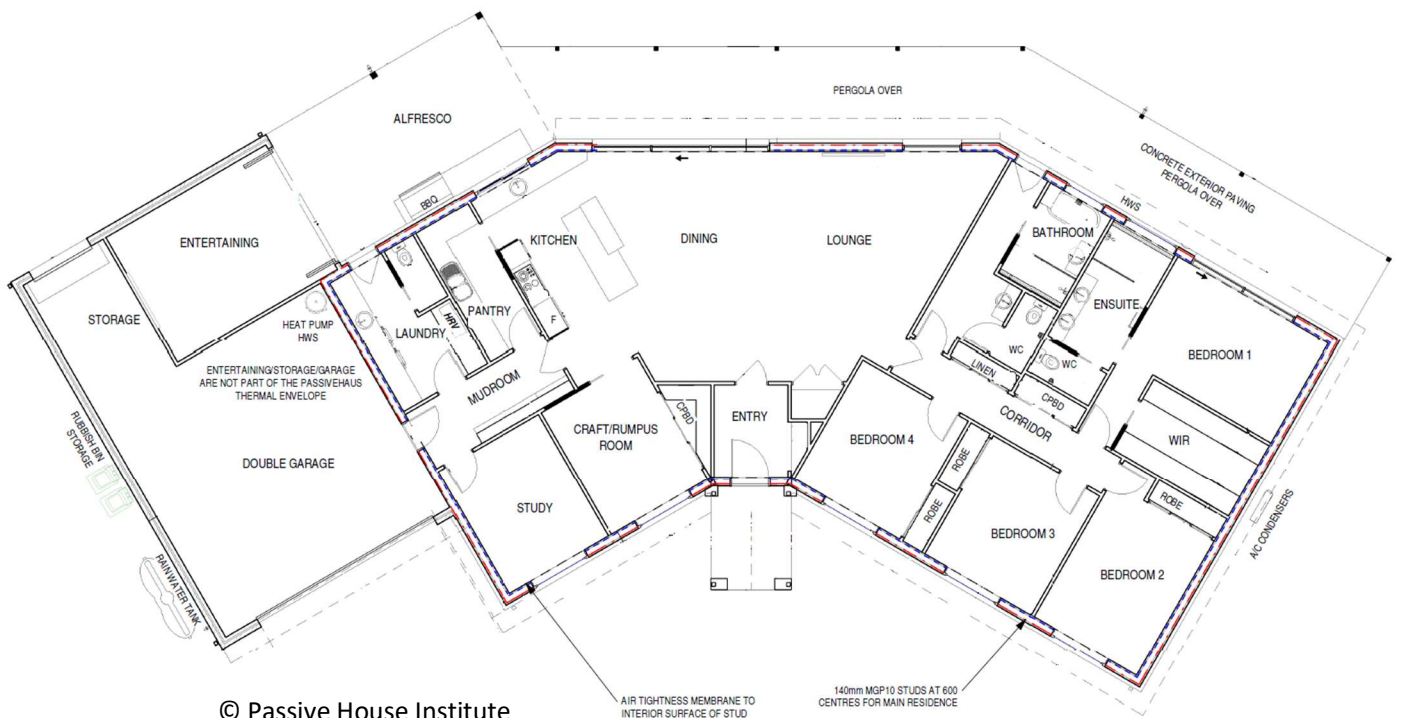 PERGOLA OVER
ALFRESCO
CONCRETE EXTERIOR PAVING
PERGOLA OVER
BBQ
HWS
ENTERTAINING
KITCHEN
DINING
LOUNGE
BATHROOM
STORAGE
HEAT PUMP
HWS
LAUNDRY
HRV
PANTRY
F
ENSUITE
WC
WC
BEDROOM 1
ENTERTAINING/STORAGE/GARAGE
ARE NOT PART OF THE PASSIVEHAUS
THERMAL ENVELOPE
MUDROOM
LINEN
CPBD
CORRIDOR
RUBBISH BIN
STORAGE
CRAFT/RUMPUS
ROOM
CPBD
ENTRY
BEDROOM 4
WIR
DOUBLE GARAGE
ROBE
ROBE
ROBE
STUDY
BEDROOM 3
A/C CONDENSERS
RAIN WATER TANK
BEDROOM 2
AIR TIGHTNESS MEMBRANE TO
INTERIOR SURFACE OF STUD
140mm MGP10 STUDS AT 600
CENTRES FOR MAIN RESIDENCE
© Passive House Institute